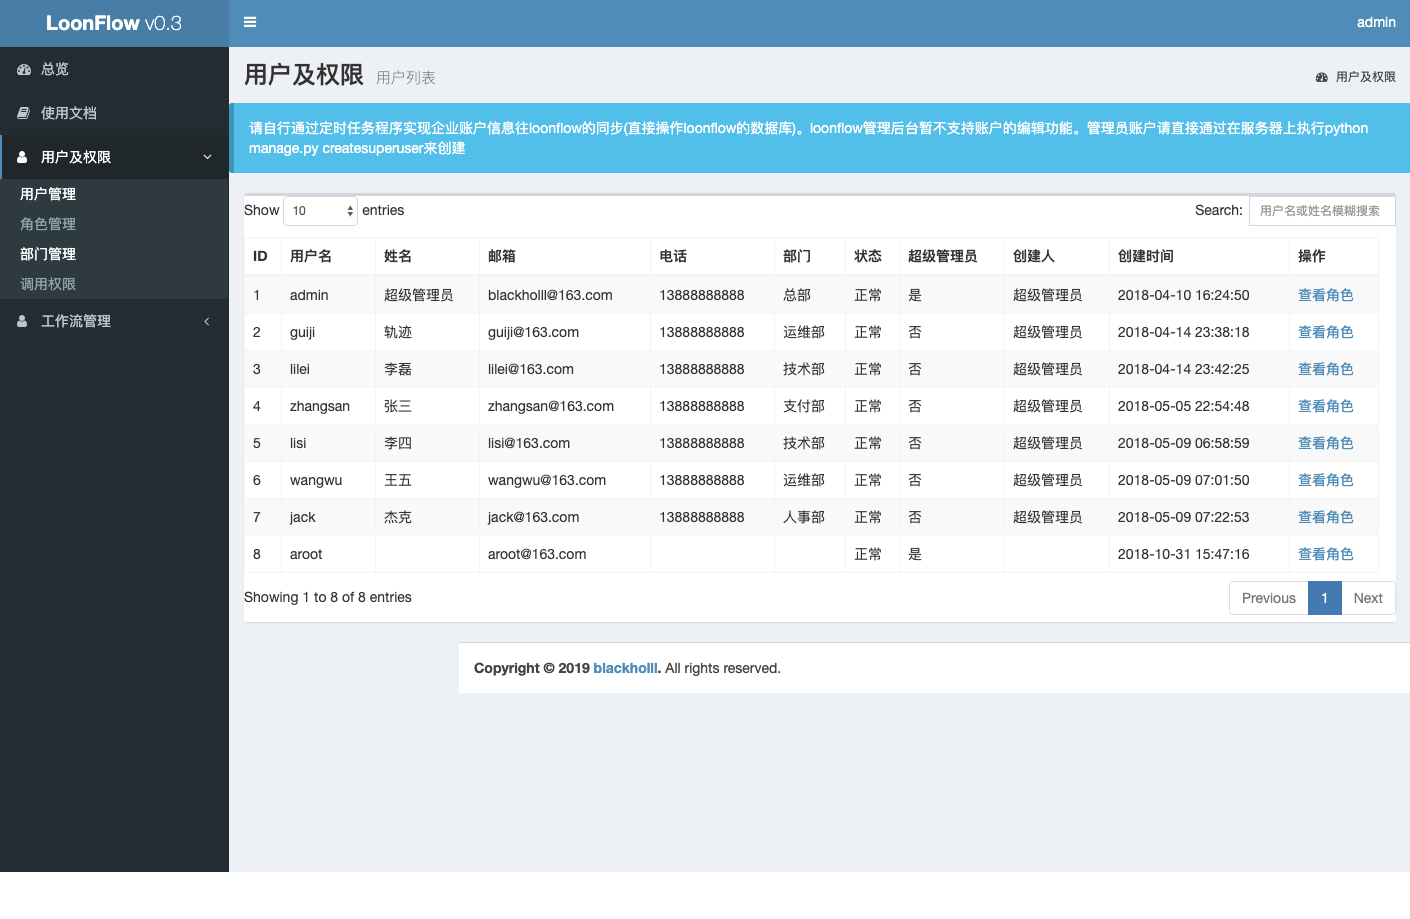 LoonFlow v0.3
admin
总览
使用文档
用户及权限
用户管理
角色管理
部门管理
调用权限
工作流管理
用户及权限 用户列表
用户及权限
请自行通过定时任务程序实现企业账户信息往loonflow的同步(直接操作loonflow的数据库)。loonflow管理后台暂不支持账户的编辑功能。管理员账户请直接通过在服务器上执行python
manage.py createsuperuser来创建
Show 10 entries
Search: 用户名或姓名模糊搜索
ID 用户名 姓名 邮箱 电话 部门 状态 超级管理员 创建人 创建时间 操作
1 admin 超级管理员 blackholll@163.com 13888888888 总部 正常 是 超级管理员 2018-04-10 16:24:50 查看角色
2 guiji 轨迹 guiji@163.com 13888888888 运维部 正常 否 超级管理员 2018-04-14 23:38:18 查看角色
3 lilei 李磊 lilei@163.com 13888888888 技术部 正常 否 超级管理员 2018-04-14 23:42:25 查看角色
4 zhangsan 张三 zhangsan@163.com 13888888888 支付部 正常 否 超级管理员 2018-05-05 22:54:48 查看角色
5 lisi 李四 lisi@163.com 13888888888 技术部 正常 否 超级管理员 2018-05-09 06:58:59 查看角色
6 wangwu 王五 wangwu@163.com 13888888888 运维部 正常 否 超级管理员 2018-05-09 07:01:50 查看角色
7 jack 杰克 jack@163.com 13888888888 人事部 正常 否 超级管理员 2018-05-09 07:22:53 查看角色
8 aroot aroot@163.com 正常 是 2018-10-31 15:47:16 查看角色
Showing 1 to 8 of 8 entries
Previous 1 Next
Copyright © 2019 blackholll. All rights reserved.